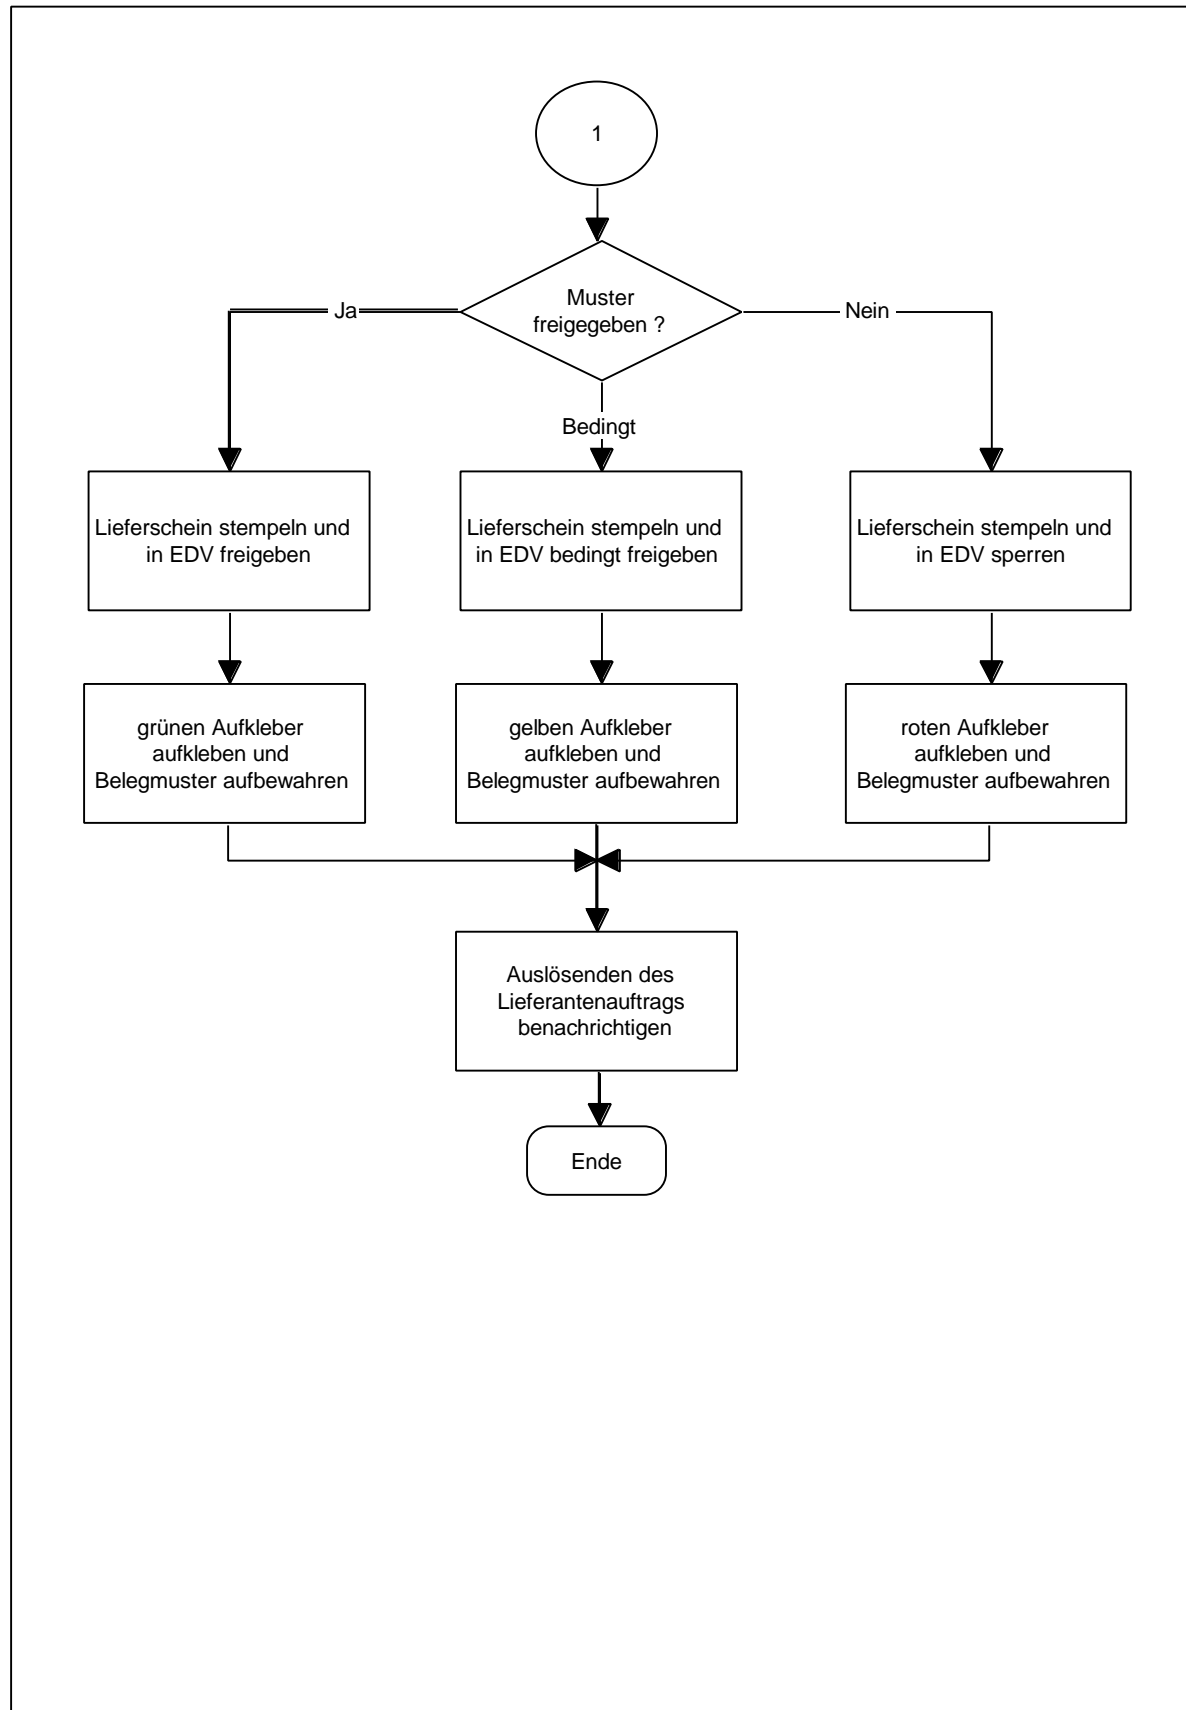 1
Muster
freigegeben ?
Ja
Nein
Bedingt
Lieferschein stempeln und
in EDV freigeben
Lieferschein stempeln und
in EDV bedingt freigeben
Lieferschein stempeln und
in EDV sperren
grünen Aufkleber
aufkleben und
Belegmuster aufbewahren
gelben Aufkleber
aufkleben und
Belegmuster aufbewahren
roten Aufkleber
aufkleben und
Belegmuster aufbewahren
Auslösenden des
Lieferantenauftrags
benachrichtigen
Ende